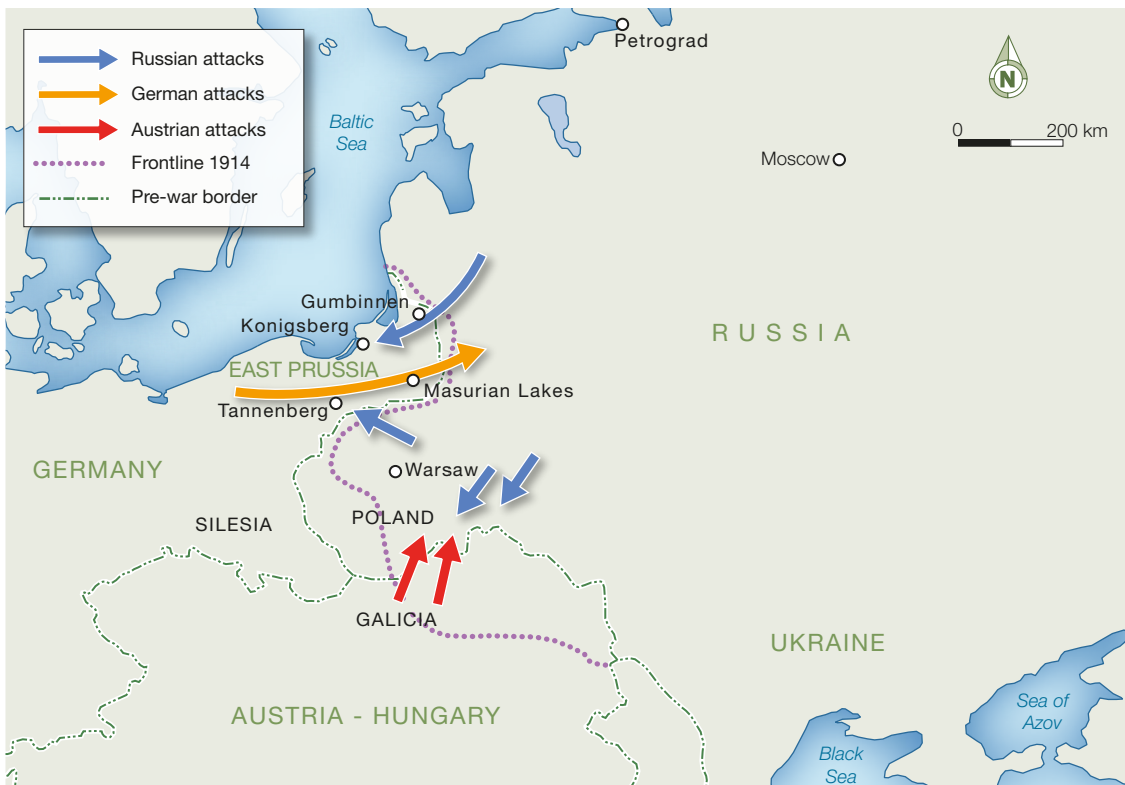 Petrograd
Russian attacks
German attacks
Austrian attacks
Frontline 1914
Pre-war border
Baltic
Sea
N
0 200 km
Moscow
Gumbinnen
Konigsberg
RUSSIA
EAST PRUSSIA
Masurian Lakes
Tannenberg
GERMANY
Warsaw
SILESIA
POLAND
GALICIA
UKRAINE
AUSTRIA - HUNGARY
Sea of
Azov
Black
Sea